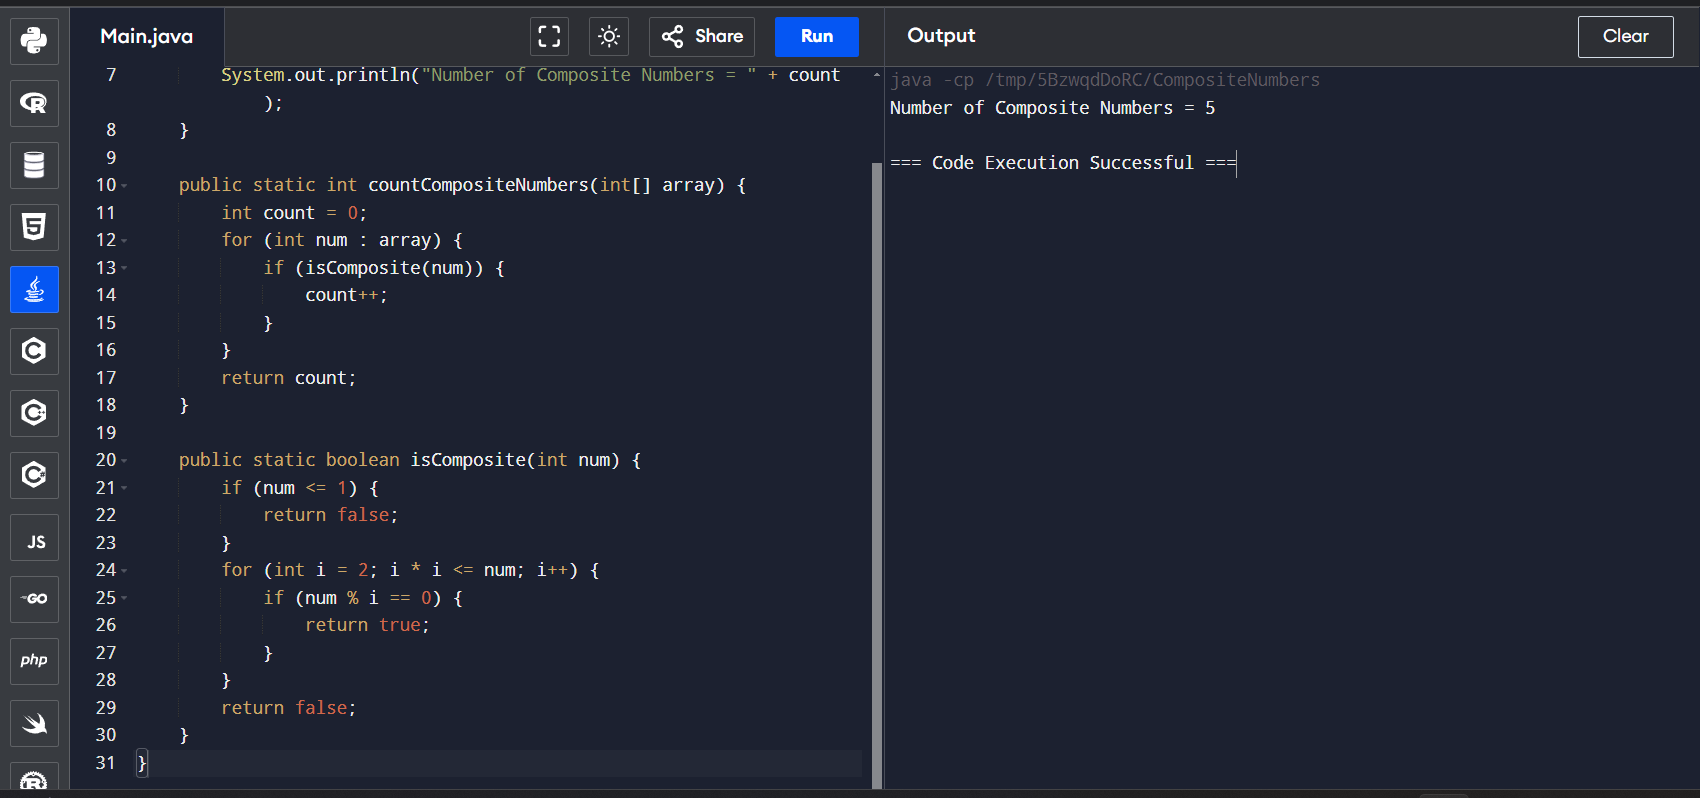 Main.java
Share
Run
Output
Clear
7 System.out.println("Number of Composite Numbers = " + count
);
8 }
9
10 public static int countCompositeNumbers(int[] array) {
11 int count = 0;
12 for (int num : array) {
13 if (isComposite(num)) {
14 count++;
15 }
16 }
17 return count;
18 }
19
20 public static boolean isComposite(int num) {
21 if (num <= 1) {
22 return false;
23 }
24 for (int i = 2; i * i <= num; i++) {
25 if (num % i == 0) {
26 return true;
27 }
28 }
29 return false;
30 }
31 }
java -cp /tmp/5BzwqdDoRC/CompositeNumbers
Number of Composite Numbers = 5
=== Code Execution Successful ===
R
5
C
C
C
JS
GO
php
R